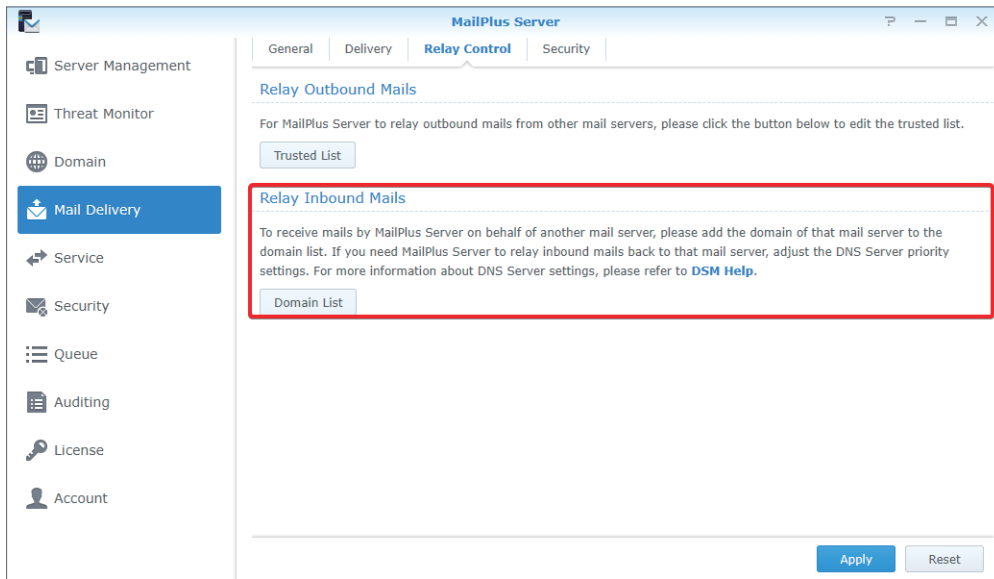 MailPlus Server
Server Management
Threat Monitor
Domain
Mail Delivery
Service
Security
Queue
Auditing
License
Account
General Delivery Relay Control Security
Relay Outbound Mails
For MailPlus Server to relay outbound mails from other mail servers, please click the button below to edit the trusted list.
Trusted List
Relay Inbound Mails
To receive mails by MailPlus Server on behalf of another mail server, please add the domain of that mail server to the
domain list. If you need MailPlus Server to relay inbound mails back to that mail server, adjust the DNS Server priority
settings. For more information about DNS Server settings, please refer to DSM Help.
Domain List
Apply Reset